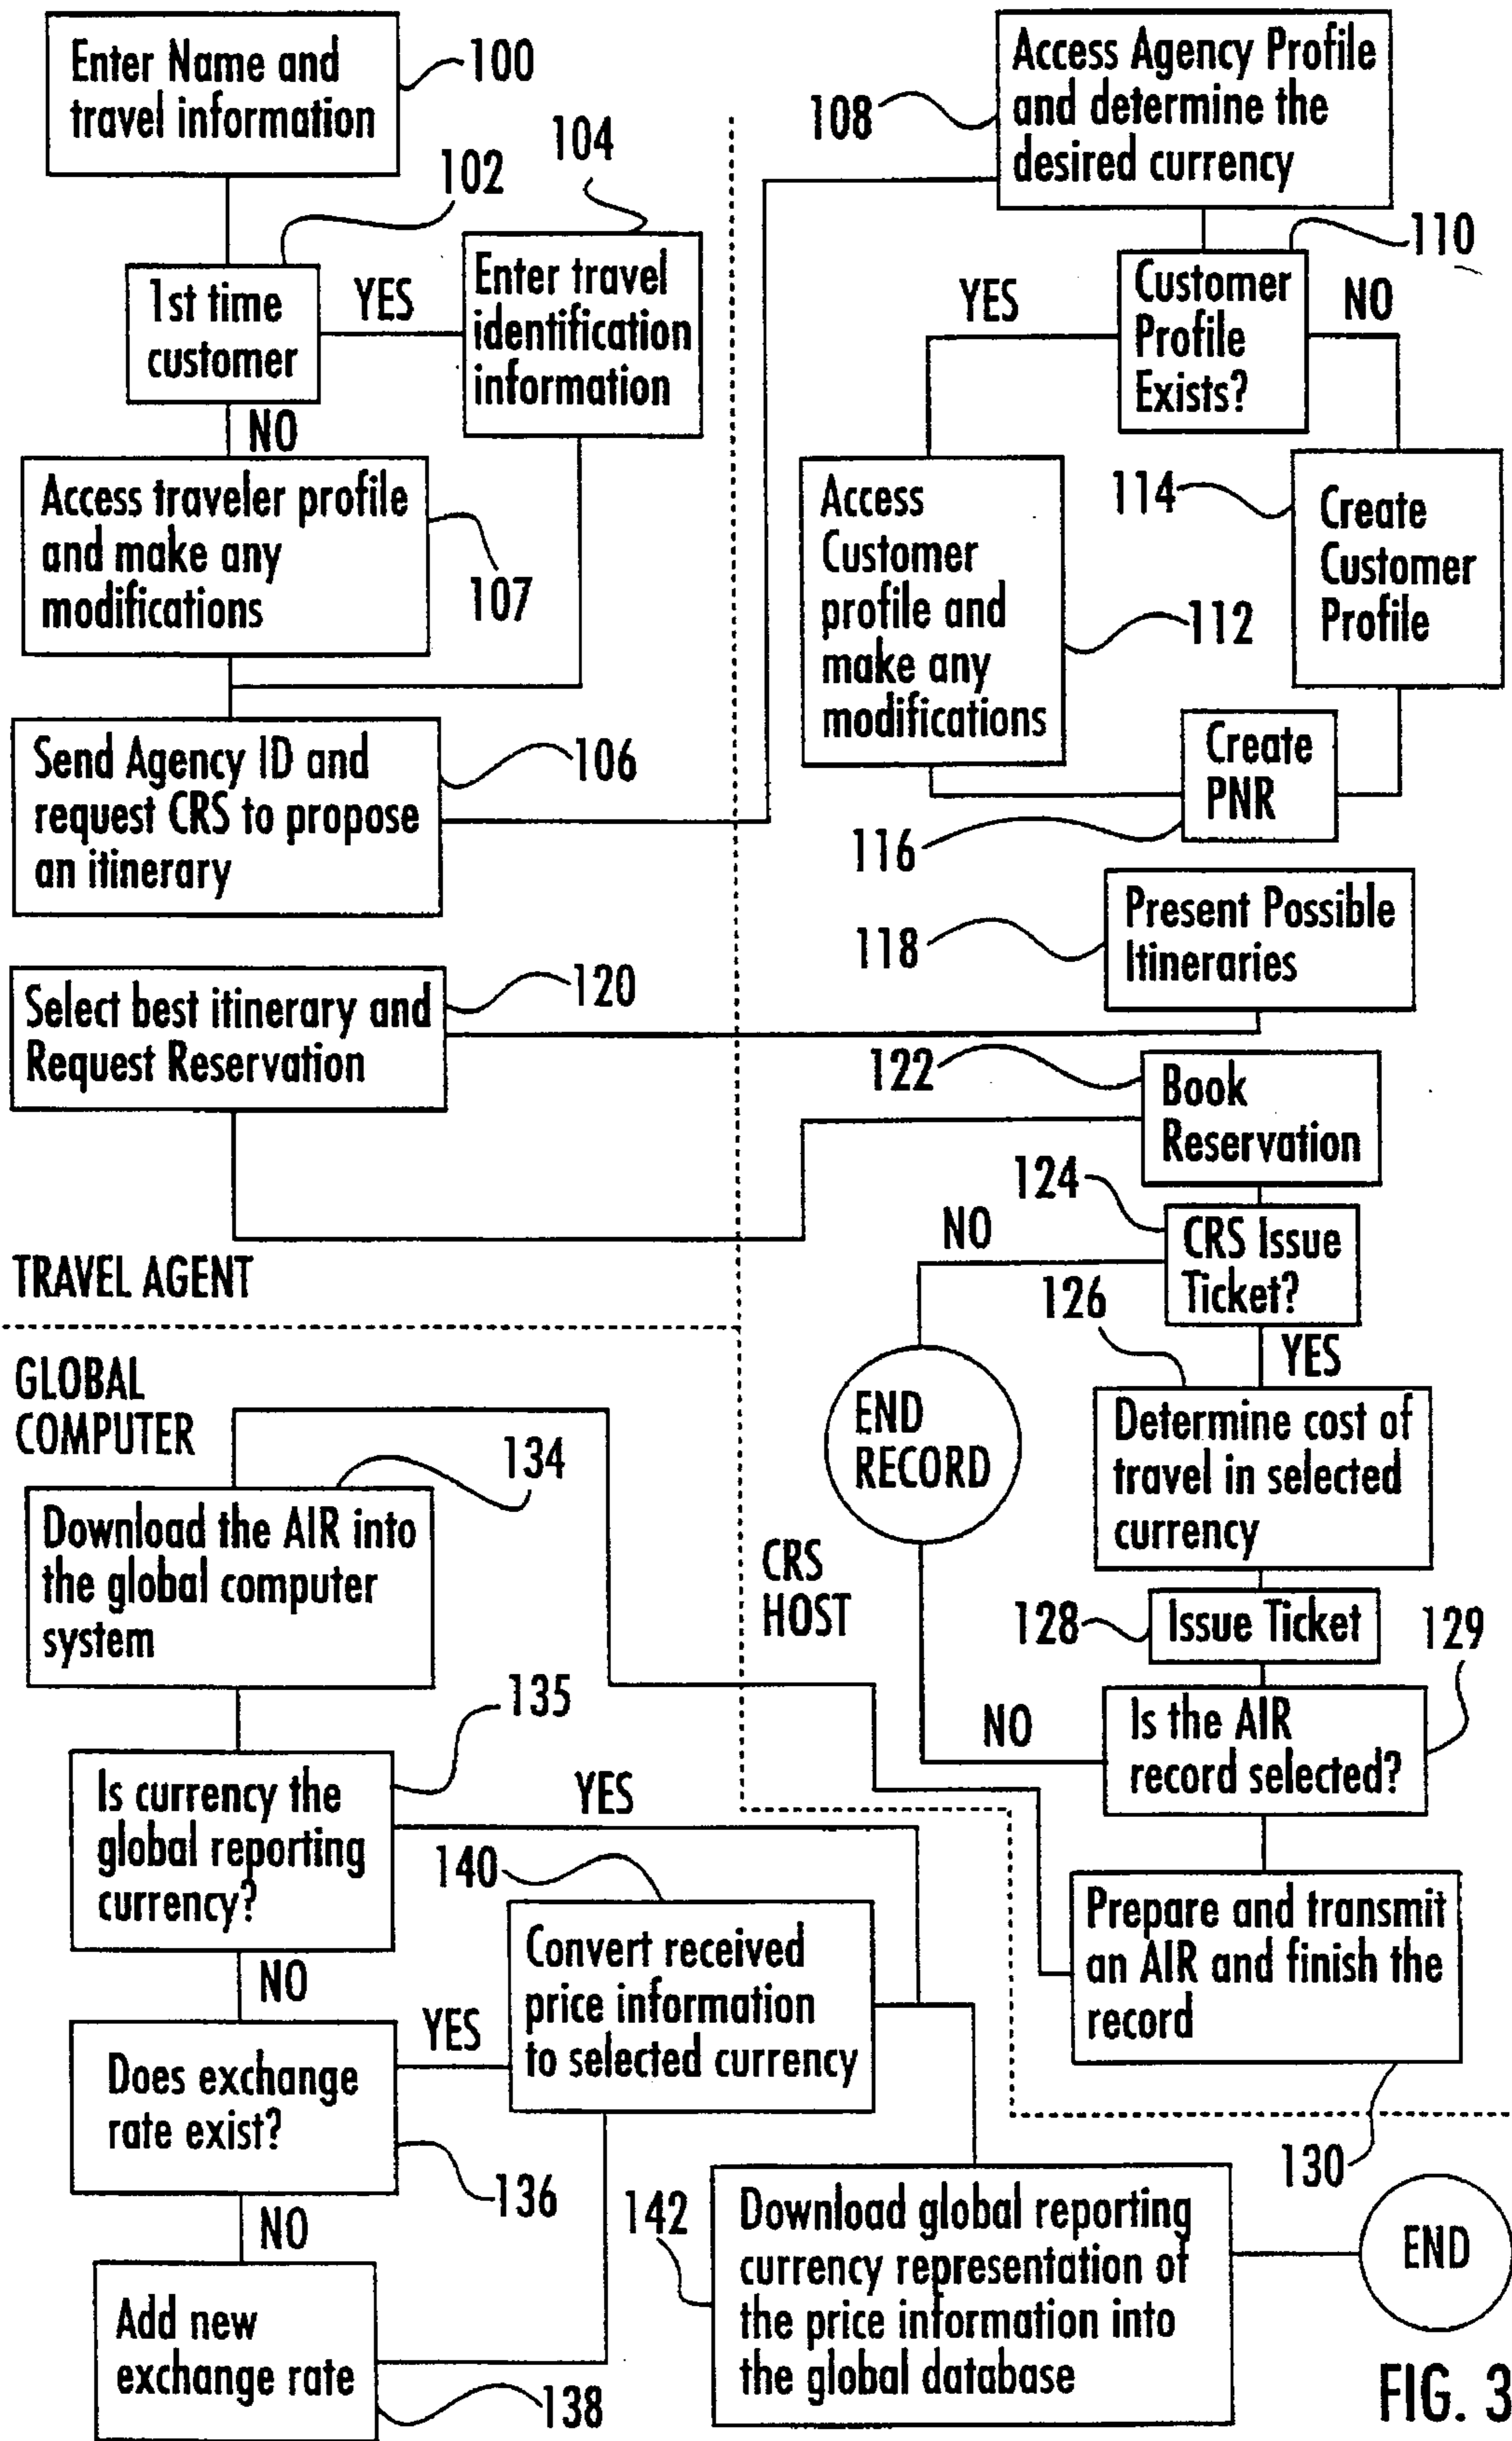 Enter Name and
travel information
100
102
104
1st time
customer
YES
Enter travel
identification
information
NO
Access traveler profile
and make any
modifications
107
Send Agency ID and
request CRS to propose
an itinerary
106
Select best itinerary and
Request Reservation
120
TRAVEL AGENT
Access Agency Profile
and determine the
desired currency
108
110
Customer
Profile
Exists?
YES
NO
Access
Customer
profile and
make any
modifications
112
114
Create
Customer
Profile
Create
PNR
116
Present Possible
Itineraries
118
122
Book
Reservation
124
CRS Issue
Ticket?
NO
YES
126
END
RECORD
Determine cost of
travel in selected
currency
CRS
HOST
128
Issue Ticket
129
Is the AIR
record selected?
NO
Prepare and transmit
an AIR and finish the
record
130
GLOBAL
COMPUTER
134
Download the AIR into
the global computer
system
135
Is currency the
global reporting
currency?
YES
NO
140
Convert received
price information
to selected currency
Does exchange
rate exist?
YES
136
NO
Add new
exchange rate
138
142
Download global reporting
currency representation of
the price information into
the global database
END
FIG. 3